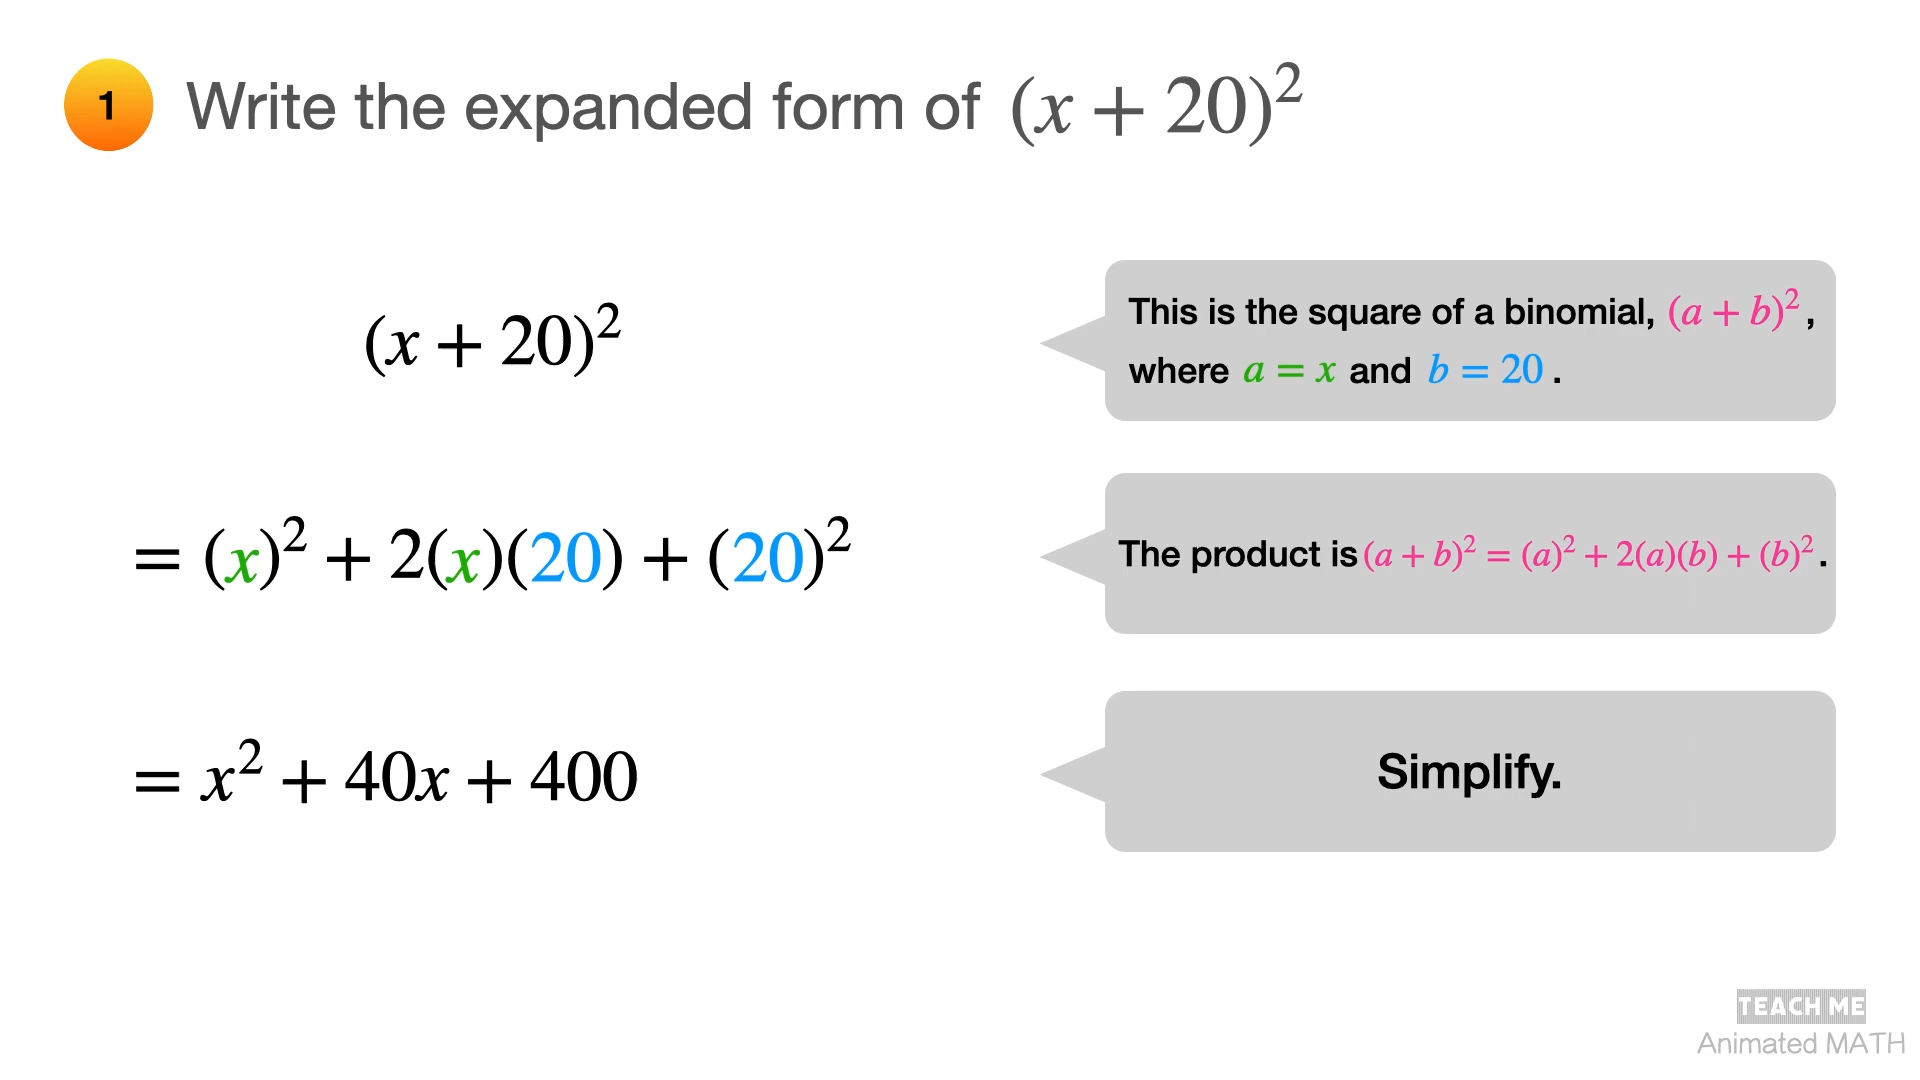 1 Write the expanded form of (x + 20)²
(x + 20)²
This is the square of a binomial, (a + b)²,
where a = x and b = 20.
= (x)² + 2(x)(20) + (20)²
The product is (a + b)² = (a)² + 2(a)(b) + (b)².
= x² + 40x + 400
Simplify.
TEACH ME
Animated MATH